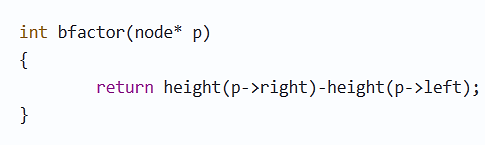 int bfactor(node* p)
{
        return height(p->right)-height(p->left);
}